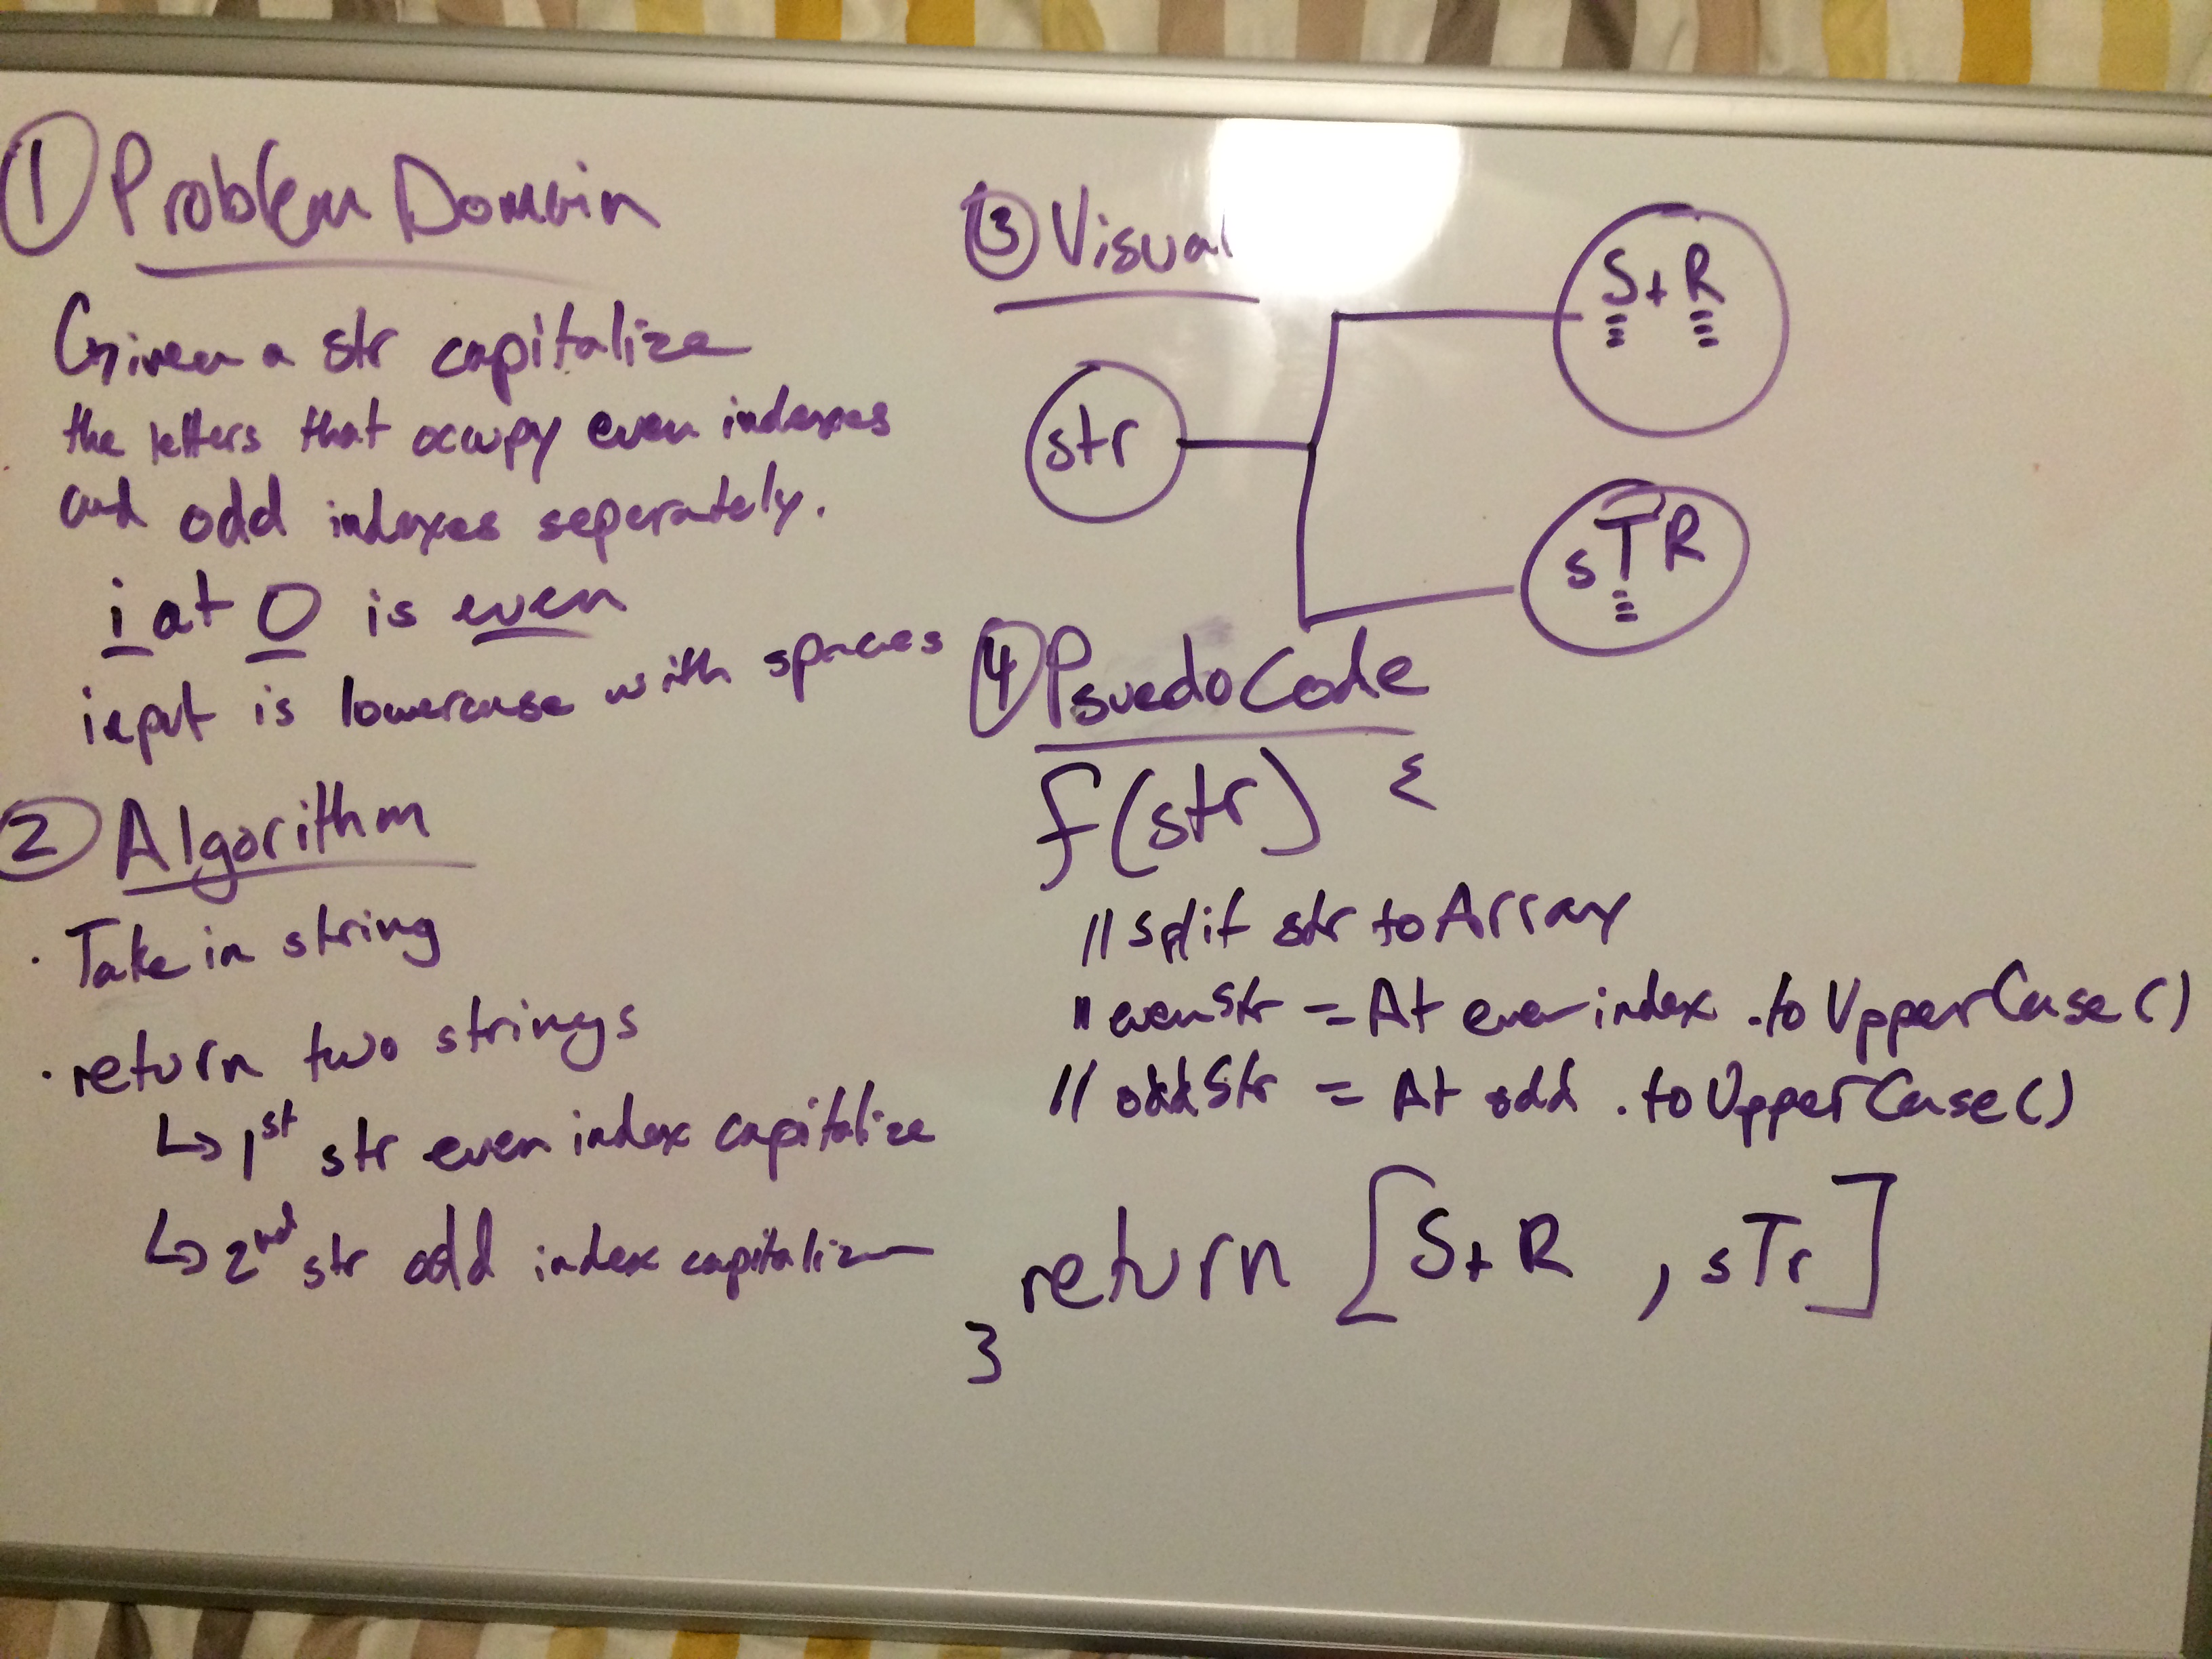 ① Problem Domain
Given a str capitalize
the letters that occupy even indexes
and odd indexes seperately.
i at 0 is even
input is lowercase with spaces
② Algorithm
· Take in string
· return two strings
↳ 1st str even index capitalize
↳ 2nd str odd index capitalize
③ Visual
str
S+R
sTR
④ PsuedoCode
f(str) {
// split str to Array
" evenStr = At even index .toUpperCase()
// oddStr = At odd .toUpperCase()
return [S+R, sTr]
}